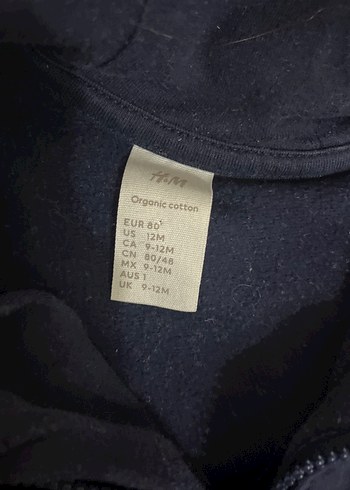 H&M
Organic cotton
EUR 80
US 12M
CA 9-12M
CN 80/48
MX 9-12M
AUS 1
UK 9-12M